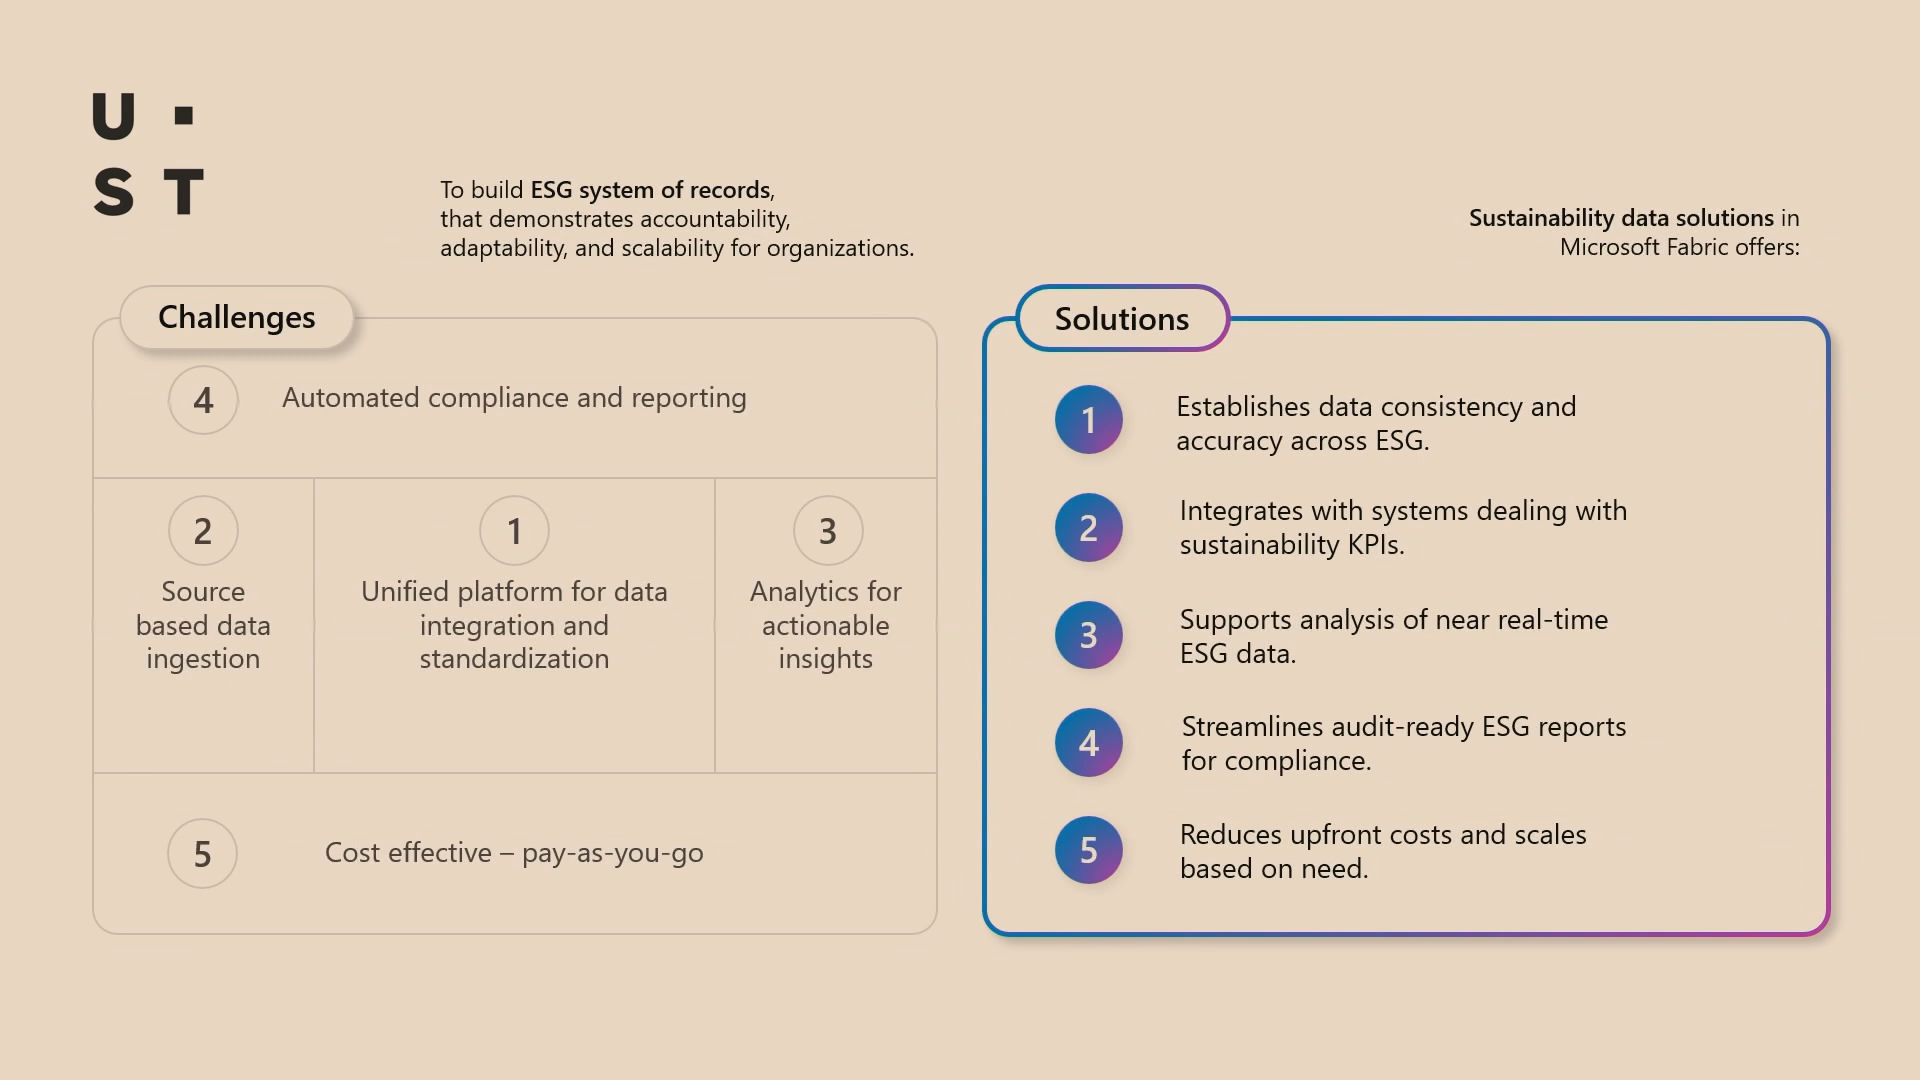 U ▪
ST
To build ESG system of records,
that demonstrates accountability,
adaptability, and scalability for organizations.
Sustainability data solutions in
Microsoft Fabric offers:
Challenges
4
Automated compliance and reporting
2
Source
based data
ingestion
1
Unified platform for data
integration and
standardization
3
Analytics for
actionable
insights
5
Cost effective – pay-as-you-go
Solutions
1
Establishes data consistency and
accuracy across ESG.
2
Integrates with systems dealing with
sustainability KPIs.
3
Supports analysis of near real-time
ESG data.
4
Streamlines audit-ready ESG reports
for compliance.
5
Reduces upfront costs and scales
based on need.